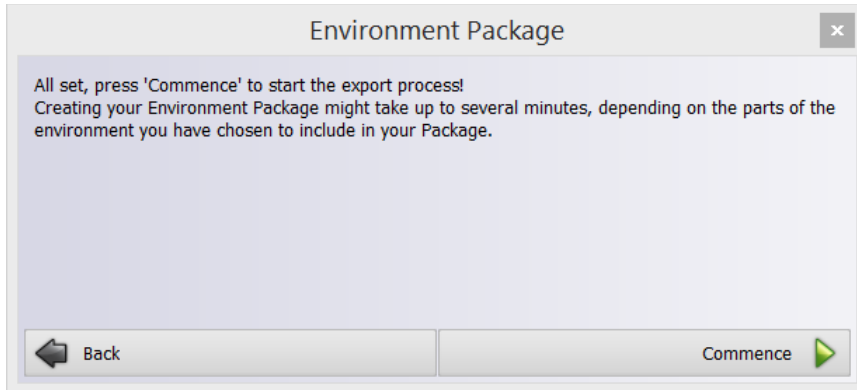 Environment Package
All set, press 'Commence' to start the export process!
Creating your Environment Package might take up to several minutes, depending on the parts of the
environment you have chosen to include in your Package.
Back
Commence